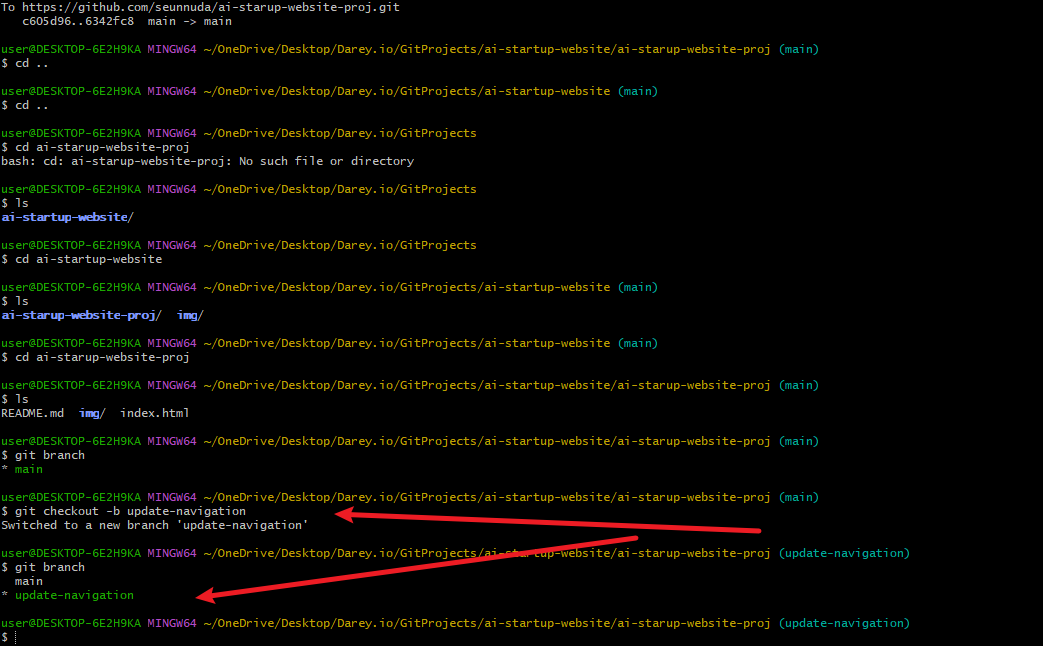 To https://github.com/seunnuda/ai-starup-website-proj.git
   c605d96..6342fc8  main -> main
user@DESKTOP-6E2H9KA MINGW64 ~/OneDrive/Desktop/Darey.io/GitProjects/ai-startup-website/ai-starup-website-proj (main)
$ cd ..
user@DESKTOP-6E2H9KA MINGW64 ~/OneDrive/Desktop/Darey.io/GitProjects/ai-startup-website (main)
$ cd ..
user@DESKTOP-6E2H9KA MINGW64 ~/OneDrive/Desktop/Darey.io/GitProjects
$ cd ai-starup-website-proj
bash: cd: ai-starup-website-proj: No such file or directory
user@DESKTOP-6E2H9KA MINGW64 ~/OneDrive/Desktop/Darey.io/GitProjects
$ ls
ai-startup-website/
user@DESKTOP-6E2H9KA MINGW64 ~/OneDrive/Desktop/Darey.io/GitProjects
$ cd ai-startup-website
user@DESKTOP-6E2H9KA MINGW64 ~/OneDrive/Desktop/Darey.io/GitProjects/ai-startup-website (main)
$ ls
ai-starup-website-proj/  img/
user@DESKTOP-6E2H9KA MINGW64 ~/OneDrive/Desktop/Darey.io/GitProjects/ai-startup-website (main)
$ cd ai-starup-website-proj
user@DESKTOP-6E2H9KA MINGW64 ~/OneDrive/Desktop/Darey.io/GitProjects/ai-startup-website/ai-starup-website-proj (main)
$ ls
README.md  img/  index.html
user@DESKTOP-6E2H9KA MINGW64 ~/OneDrive/Desktop/Darey.io/GitProjects/ai-startup-website/ai-starup-website-proj (main)
$ git branch
* main
user@DESKTOP-6E2H9KA MINGW64 ~/OneDrive/Desktop/Darey.io/GitProjects/ai-startup-website/ai-starup-website-proj (main)
$ git checkout -b update-navigation
Switched to a new branch 'update-navigation'
user@DESKTOP-6E2H9KA MINGW64 ~/OneDrive/Desktop/Darey.io/GitProjects/ai-startup-website/ai-starup-website-proj (update-navigation)
$ git branch
  main
* update-navigation
user@DESKTOP-6E2H9KA MINGW64 ~/OneDrive/Desktop/Darey.io/GitProjects/ai-startup-website/ai-starup-website-proj (update-navigation)
$